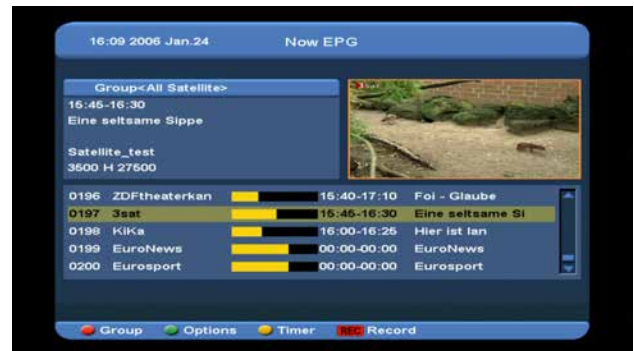 16:09 2006 Jan.24 Now EPG
Group<All Satellite>
15:45-16:30
Eine seltsame Sippe
Satellite_test
3500 H 27500
3sat
0196 ZDFtheaterkan 15:40-17:10 Foi - Glaube
0197 3sat 15:45-16:30 Eine seltsame Si
0198 KiKa 16:00-16:25 Hier ist Ian
0199 EuroNews 00:00-00:00 EuroNews
0200 Eurosport 00:00-00:00 Eurosport
Group Options Timer REC Record